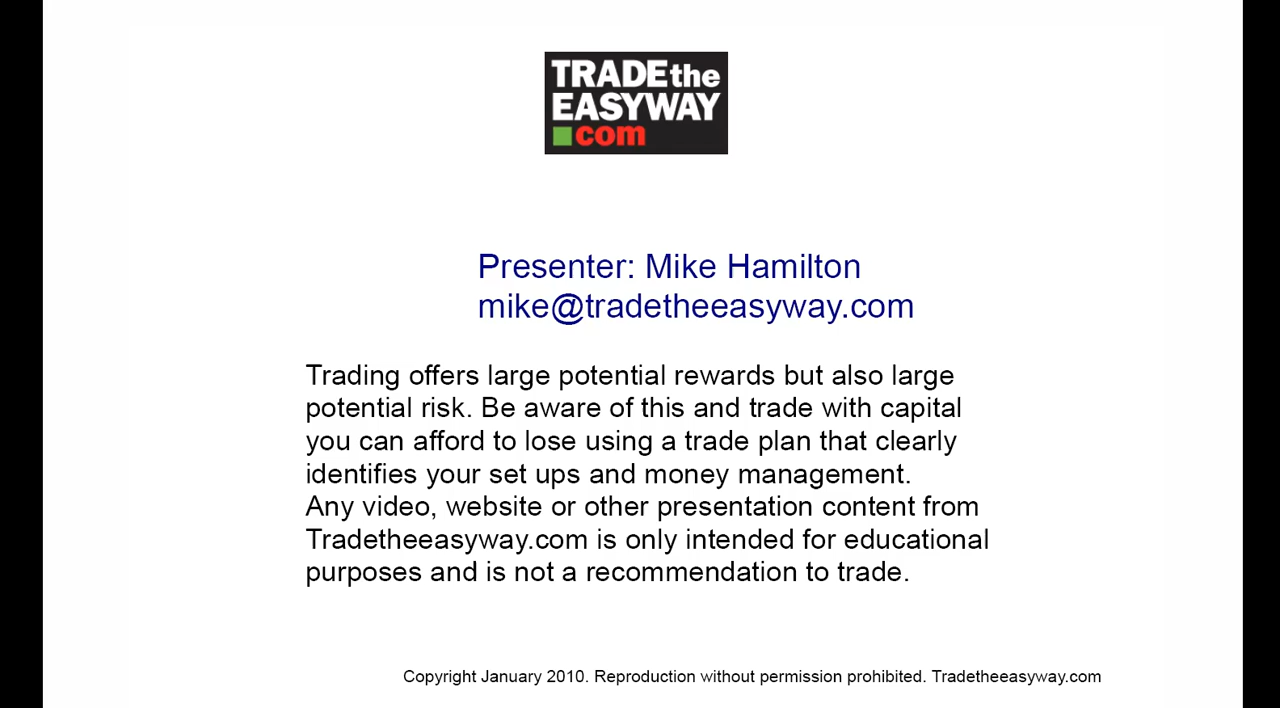 TRADEthe
EASYWAY
.com
Presenter: Mike Hamilton
mike@tradetheeasyway.com
Trading offers large potential rewards but also large
potential risk. Be aware of this and trade with capital
you can afford to lose using a trade plan that clearly
identifies your set ups and money management.
Any video, website or other presentation content from
Tradetheeasyway.com is only intended for educational
purposes and is not a recommendation to trade.
Copyright January 2010. Reproduction without permission prohibited. Tradetheeasyway.com